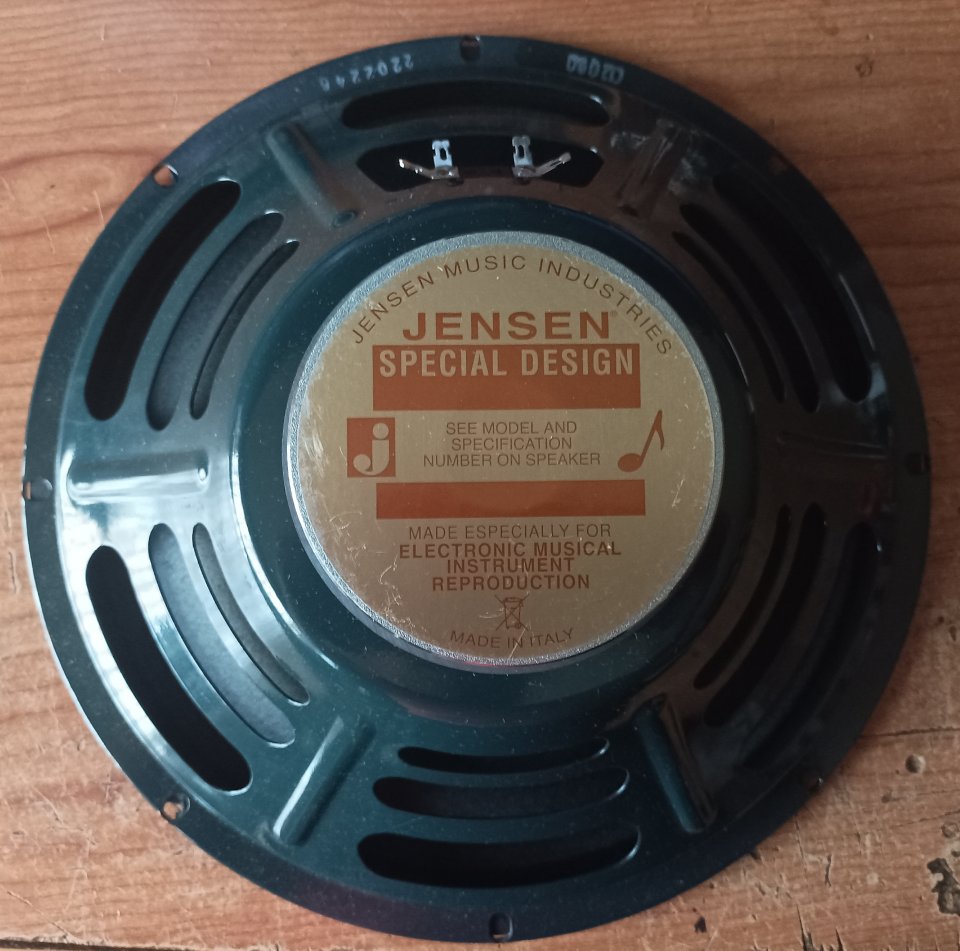 JENSEN MUSIC INDUSTRIES
JENSEN®
SPECIAL DESIGN
j
SEE MODEL AND
SPECIFICATION
NUMBER ON SPEAKER
MADE ESPECIALLY FOR
ELECTRONIC MUSICAL
INSTRUMENT
REPRODUCTION
MADE IN ITALY